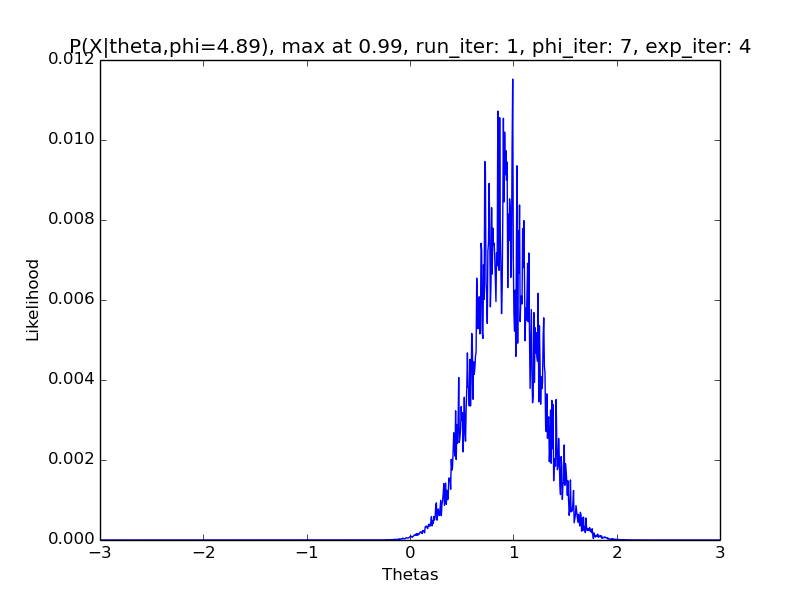 P(X|theta,phi=4.89), max at 0.99, run_iter: 1, phi_iter: 7, exp_iter: 4
0.012
0.010
0.008
0.006
0.004
0.002
0.000
Likelihood
−3 −2 −1 0 1 2 3
Thetas